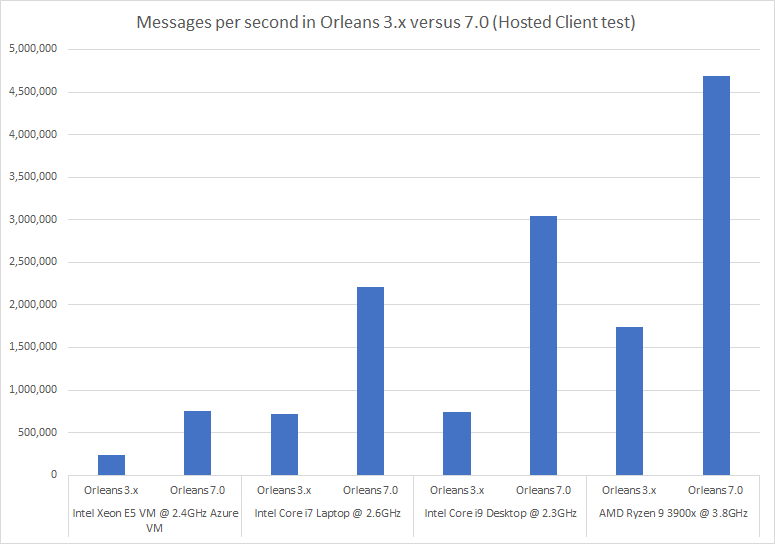 Messages per second in Orleans 3.x versus 7.0 (Hosted Client test)
5,000,000
4,500,000
4,000,000
3,500,000
3,000,000
2,500,000
2,000,000
1,500,000
1,000,000
500,000
0
Orleans 3.x Orleans 7.0 Orleans 3.x Orleans 7.0 Orleans 3.x Orleans 7.0 Orleans 3.x Orleans 7.0
Intel Xeon E5 VM @ 2.4GHz Azure VM
Intel Core i7 Laptop @ 2.6GHz
Intel Core i9 Desktop @ 2.3GHz
AMD Ryzen 9 3900x @ 3.8GHz